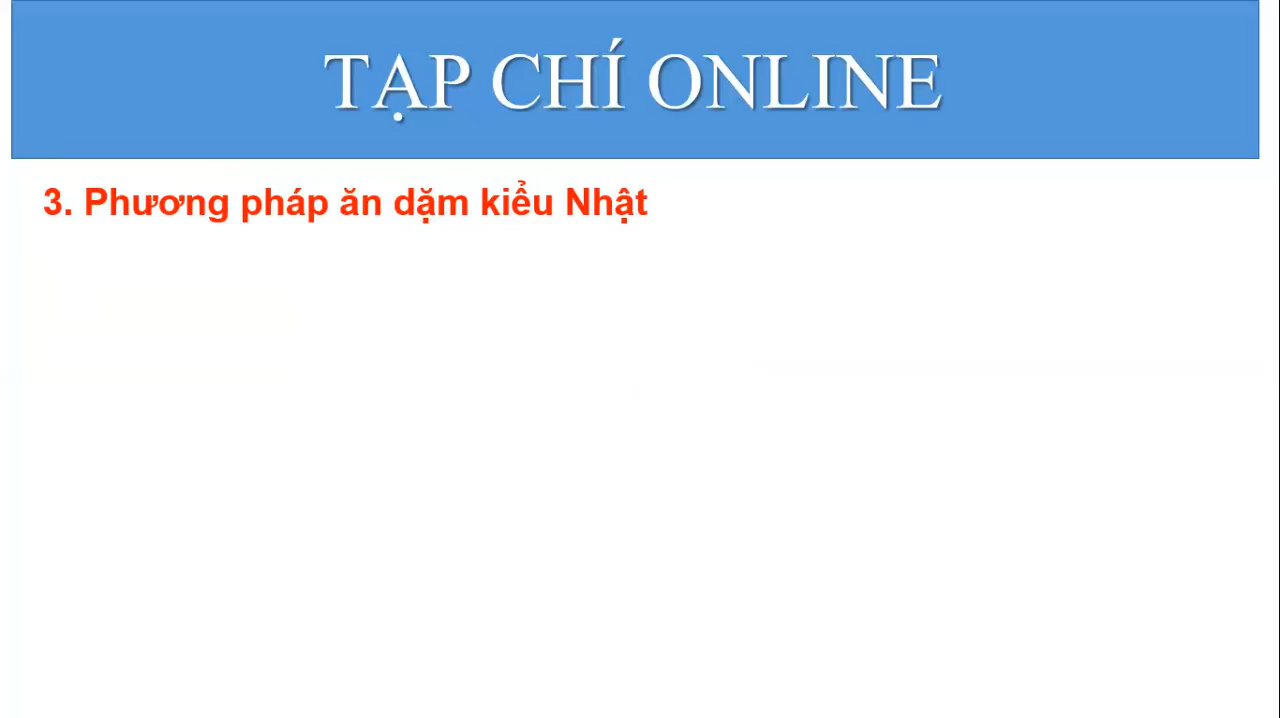 TẠP CHÍ ONLINE
3. Phương pháp ăn dặm kiểu Nhật